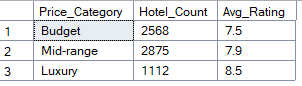 Price_Category Hotel_Count Avg_Rating
1 Budget 2568 7.5
2 Mid-range 2875 7.9
3 Luxury 1112 8.5